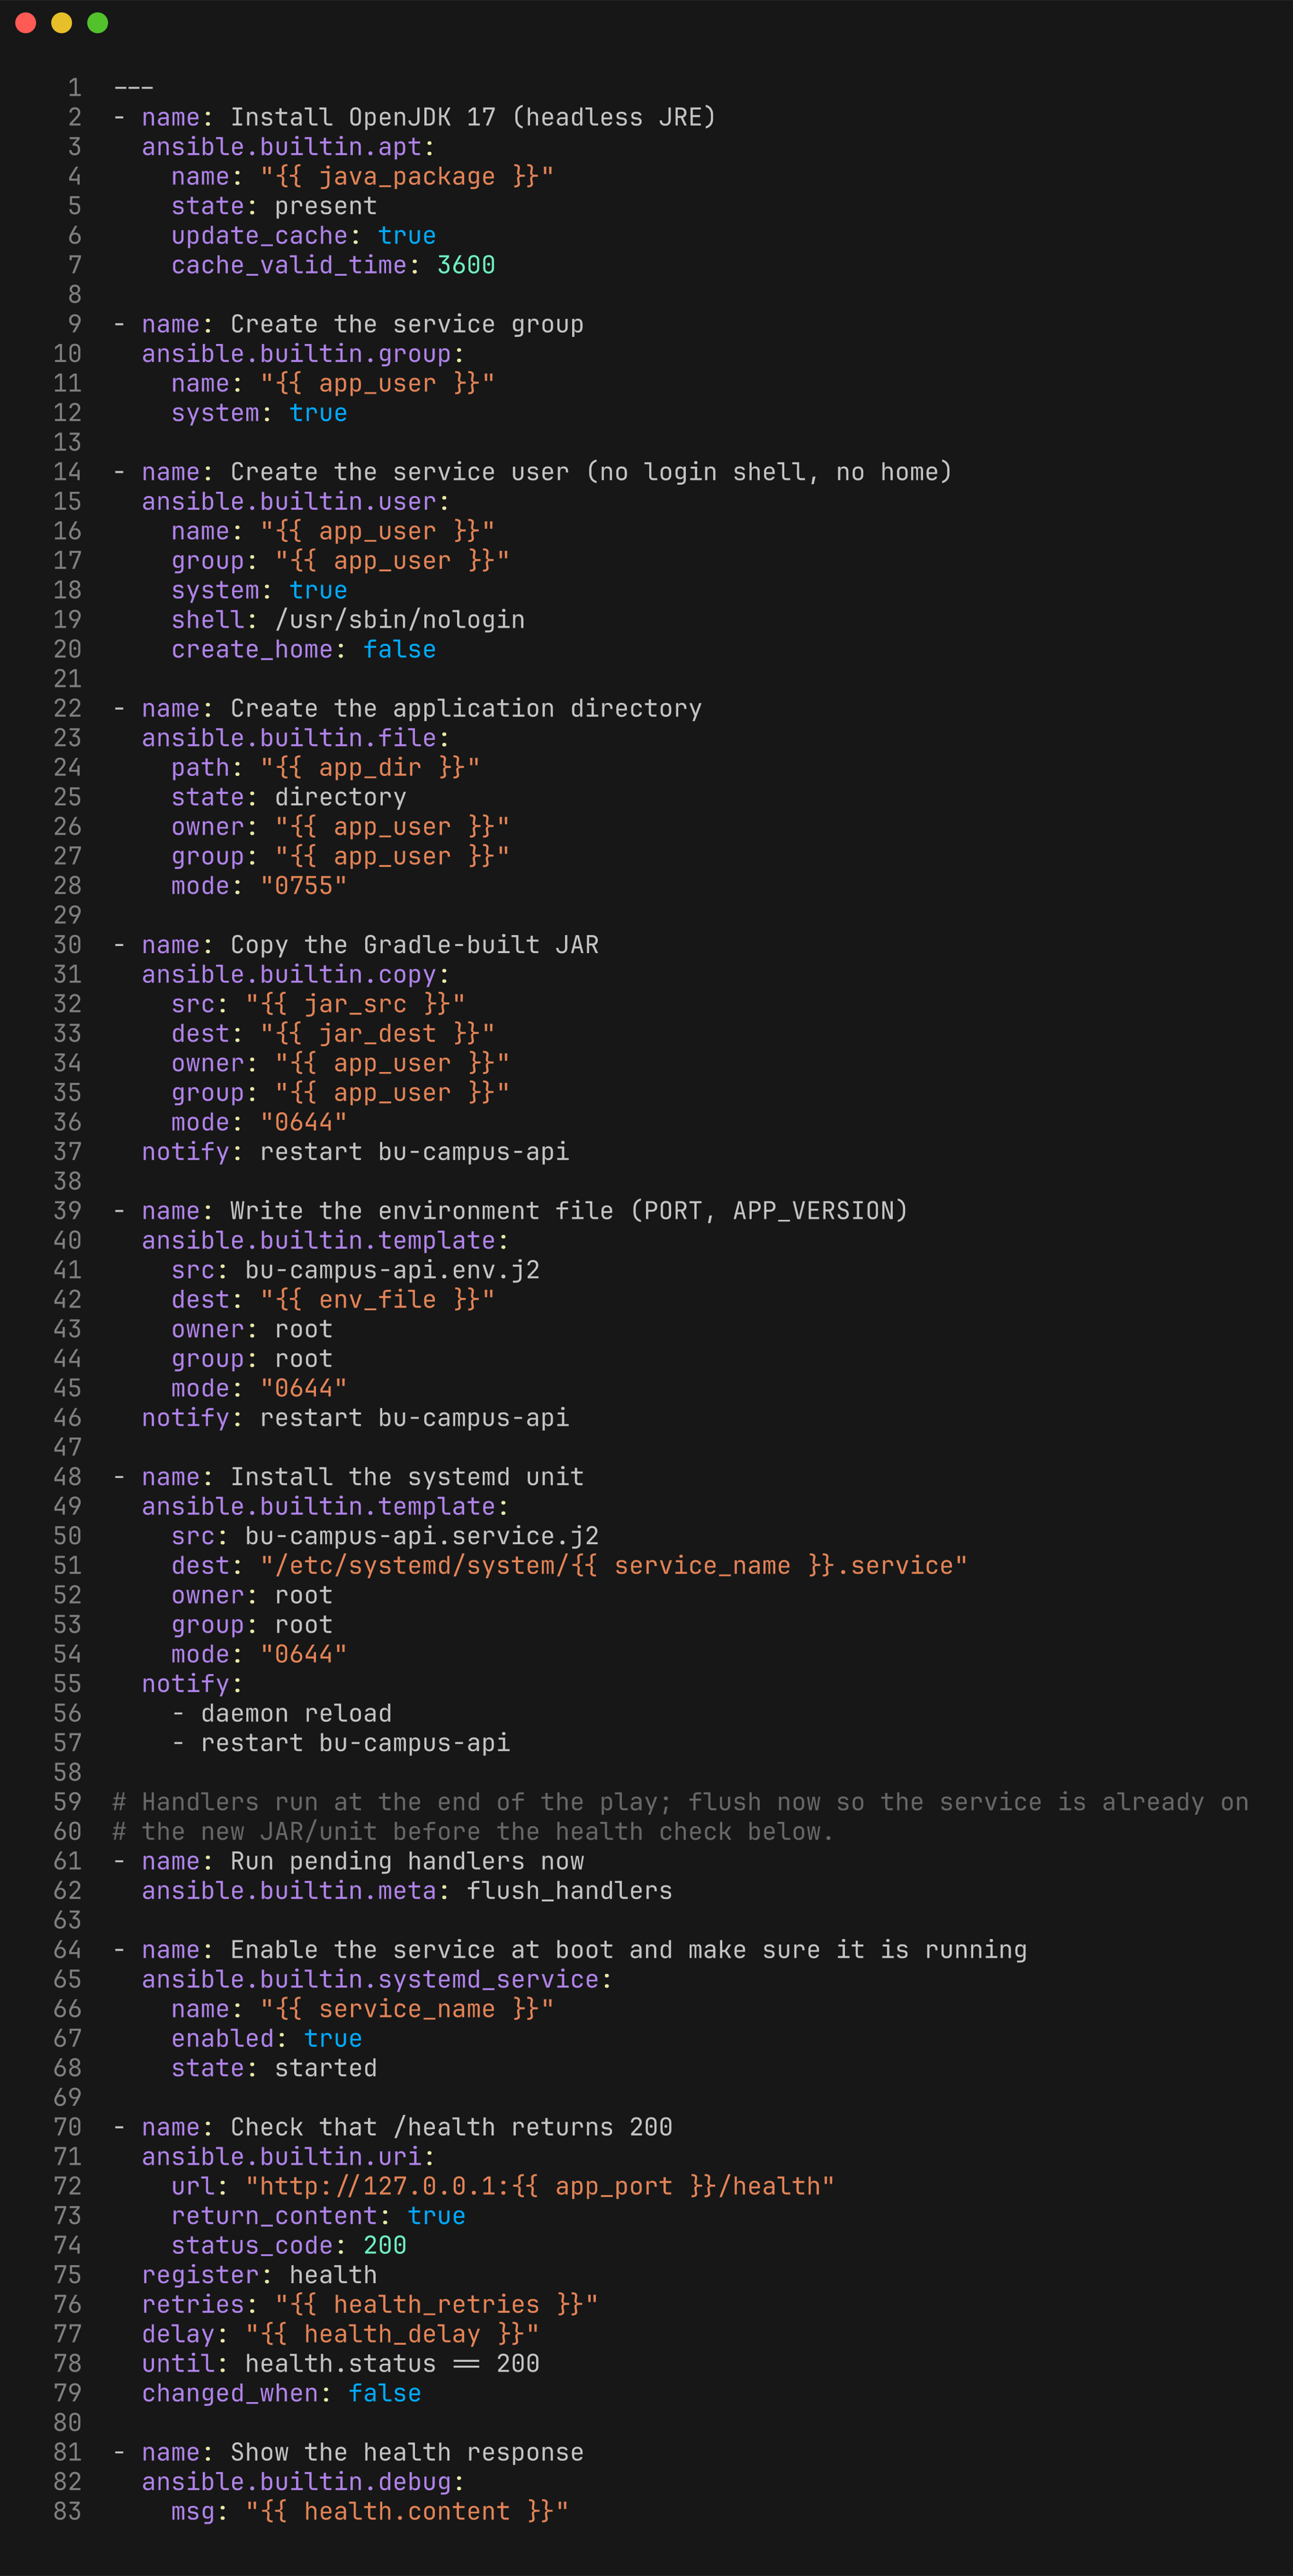 1 ---
2 - name: Install OpenJDK 17 (headless JRE)
3   ansible.builtin.apt:
4     name: "{{ java_package }}"
5     state: present
6     update_cache: true
7     cache_valid_time: 3600
8
9 - name: Create the service group
10   ansible.builtin.group:
11     name: "{{ app_user }}"
12     system: true
13
14 - name: Create the service user (no login shell, no home)
15   ansible.builtin.user:
16     name: "{{ app_user }}"
17     group: "{{ app_user }}"
18     system: true
19     shell: /usr/sbin/nologin
20     create_home: false
21
22 - name: Create the application directory
23   ansible.builtin.file:
24     path: "{{ app_dir }}"
25     state: directory
26     owner: "{{ app_user }}"
27     group: "{{ app_user }}"
28     mode: "0755"
29
30 - name: Copy the Gradle-built JAR
31   ansible.builtin.copy:
32     src: "{{ jar_src }}"
33     dest: "{{ jar_dest }}"
34     owner: "{{ app_user }}"
35     group: "{{ app_user }}"
36     mode: "0644"
37   notify: restart bu-campus-api
38
39 - name: Write the environment file (PORT, APP_VERSION)
40   ansible.builtin.template:
41     src: bu-campus-api.env.j2
42     dest: "{{ env_file }}"
43     owner: root
44     group: root
45     mode: "0644"
46   notify: restart bu-campus-api
47
48 - name: Install the systemd unit
49   ansible.builtin.template:
50     src: bu-campus-api.service.j2
51     dest: "/etc/systemd/system/{{ service_name }}.service"
52     owner: root
53     group: root
54     mode: "0644"
55   notify:
56     - daemon reload
57     - restart bu-campus-api
58
59 # Handlers run at the end of the play; flush now so the service is already on
60 # the new JAR/unit before the health check below.
61 - name: Run pending handlers now
62   ansible.builtin.meta: flush_handlers
63
64 - name: Enable the service at boot and make sure it is running
65   ansible.builtin.systemd_service:
66     name: "{{ service_name }}"
67     enabled: true
68     state: started
69
70 - name: Check that /health returns 200
71   ansible.builtin.uri:
72     url: "http://127.0.0.1:{{ app_port }}/health"
73     return_content: true
74     status_code: 200
75   register: health
76   retries: "{{ health_retries }}"
77   delay: "{{ health_delay }}"
78   until: health.status == 200
79   changed_when: false
80
81 - name: Show the health response
82   ansible.builtin.debug:
83     msg: "{{ health.content }}"